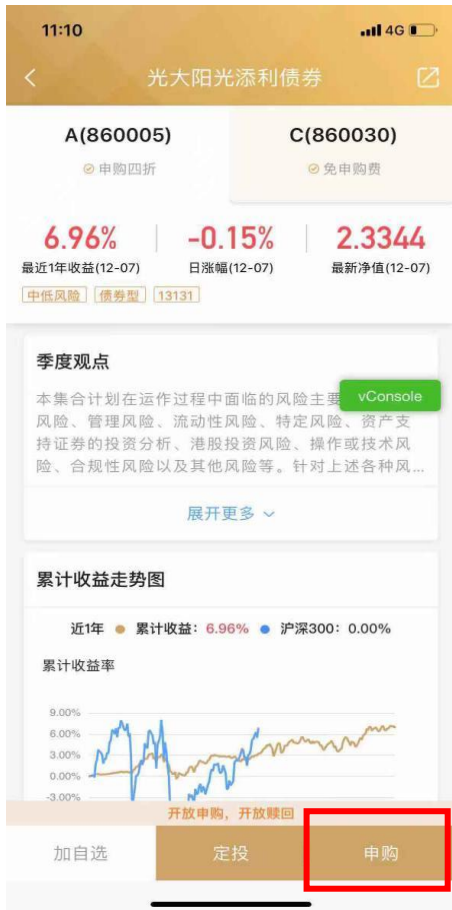 11:10
4G
光大阳光添利债券
A(860005)
C(860030)
申购四折
免申购费
6.96%
-0.15%
2.3344
最近1年收益(12-07)
日涨幅(12-07)
最新净值(12-07)
中低风险
债券型
13131
季度观点
本集合计划在运作过程中面临的风险主要
vConsole
风险、管理风险、流动性风险、特定风险、资产支
持证券的投资分析、港股投资风险、操作或技术风
险、合规性风险以及其他风险等。针对上述各种风...
展开更多
累计收益走势图
近1年 累计收益：6.96% 沪深300：0.00%
累计收益率
9.00%
6.00%
3.00%
0.00%
-3.00%
开放申购，开放赎回
加自选
定投
申购